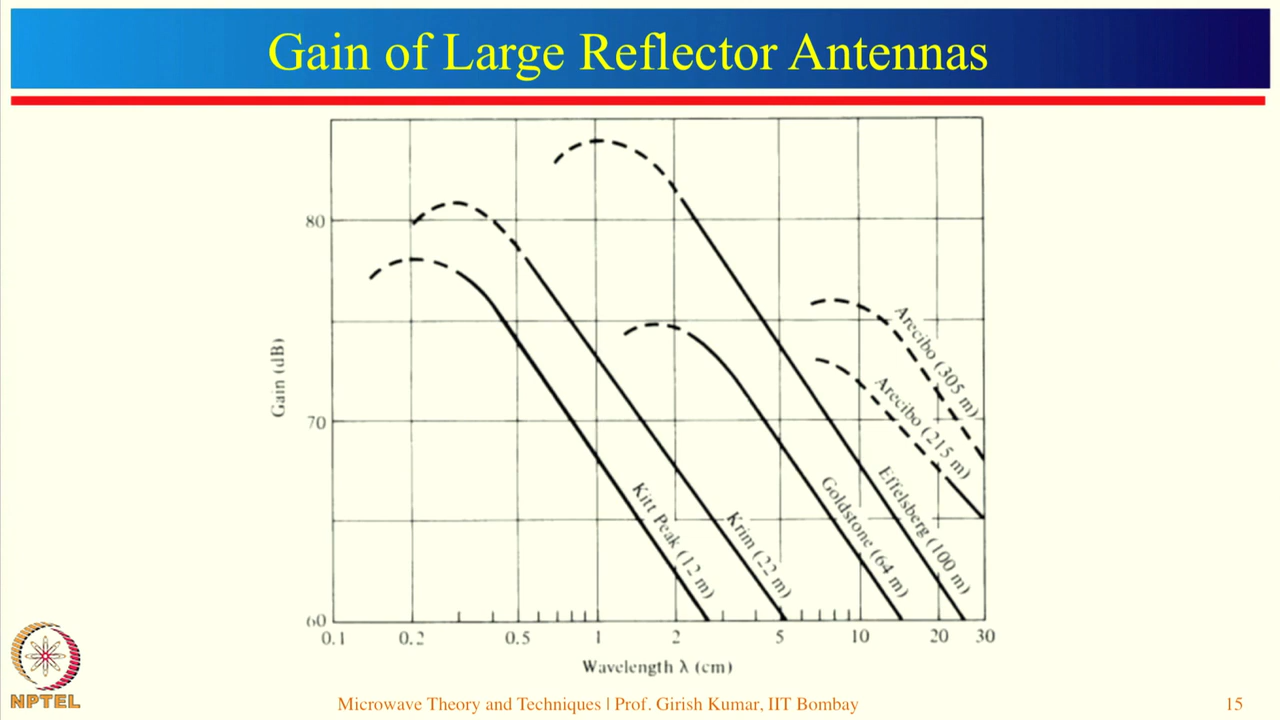 Gain of Large Reflector Antennas
80
70
60
Gain (dB)
Arecibo (305 m)
Arecibo (215 m)
Effelsberg (100 m)
Goldstone (64 m)
Krim (22 m)
Kitt Peak (12 m)
0.1 0.2 0.5 1 2 5 10 20 30
Wavelength λ (cm)
NPTEL
Microwave Theory and Techniques | Prof. Girish Kumar, IIT Bombay
15